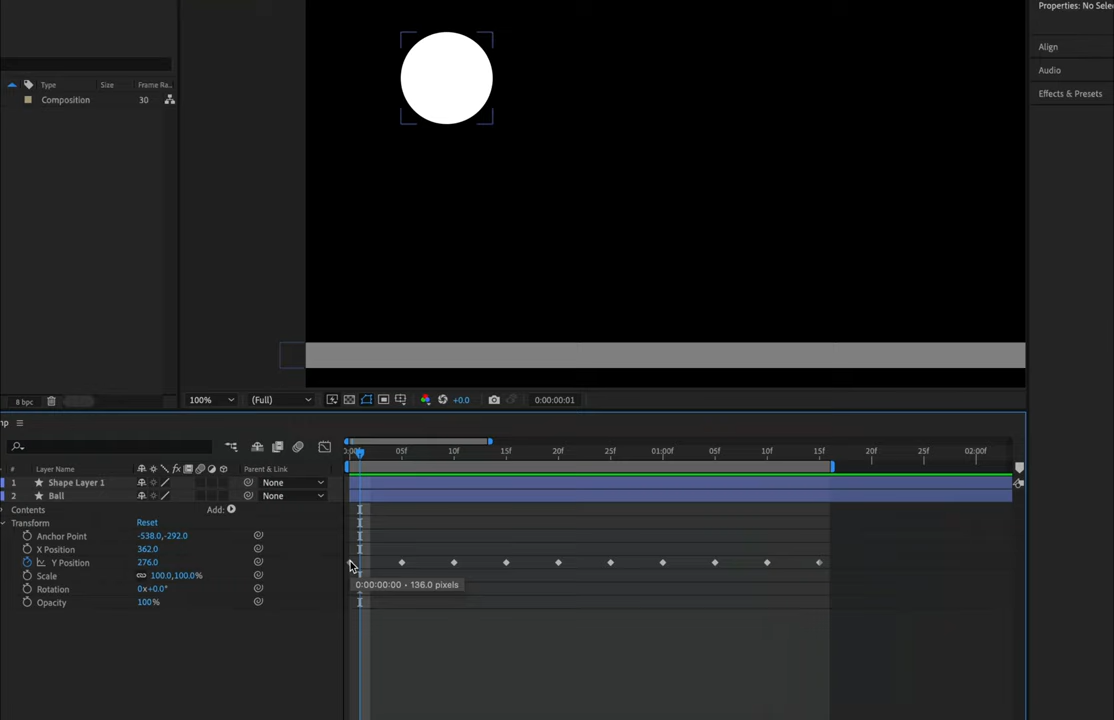 Properties: No Selec
Align
Audio
Effects & Presets
Type Size Frame Ra..
Composition 30
8 bpc
100% (Full) +0.0 0:00:00:01
# Layer Name Parent & Link
0:00f 05f 10f 15f 20f 25f 01:00f 05f 10f 15f 20f 25f 02:00f
1 Shape Layer 1 None
2 Ball None
Contents Add:
Transform Reset
Anchor Point -538.0,-292.0
X Position 362.0
Y Position 276.0
Scale 100.0,100.0%
Rotation 0x+0.0°
Opacity 100%
0:00:00:00 • 136.0 pixels